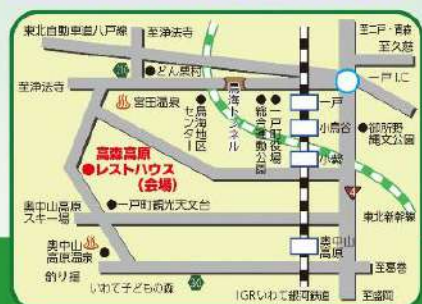 東北自動車道八戸線
至浄法寺
至二戸・青森
至久慈
どん栗村
一戸IC
至浄法寺
鳥海トンネル
一戸
宮田温泉
鳥海地区
センター
総合運動公園
一戸町役場
小鳥谷
御所野
縄文公園
小繋
高森高原
レストハウス
(会場)
4
一戸町観光天文台
奥中山高原
スキー場
東北新幹線
奥中山
高原温泉
奥中山
高原
釣り堀
いわて子どもの森
30
至葛巻
IGRいわて銀河鉄道
至盛岡